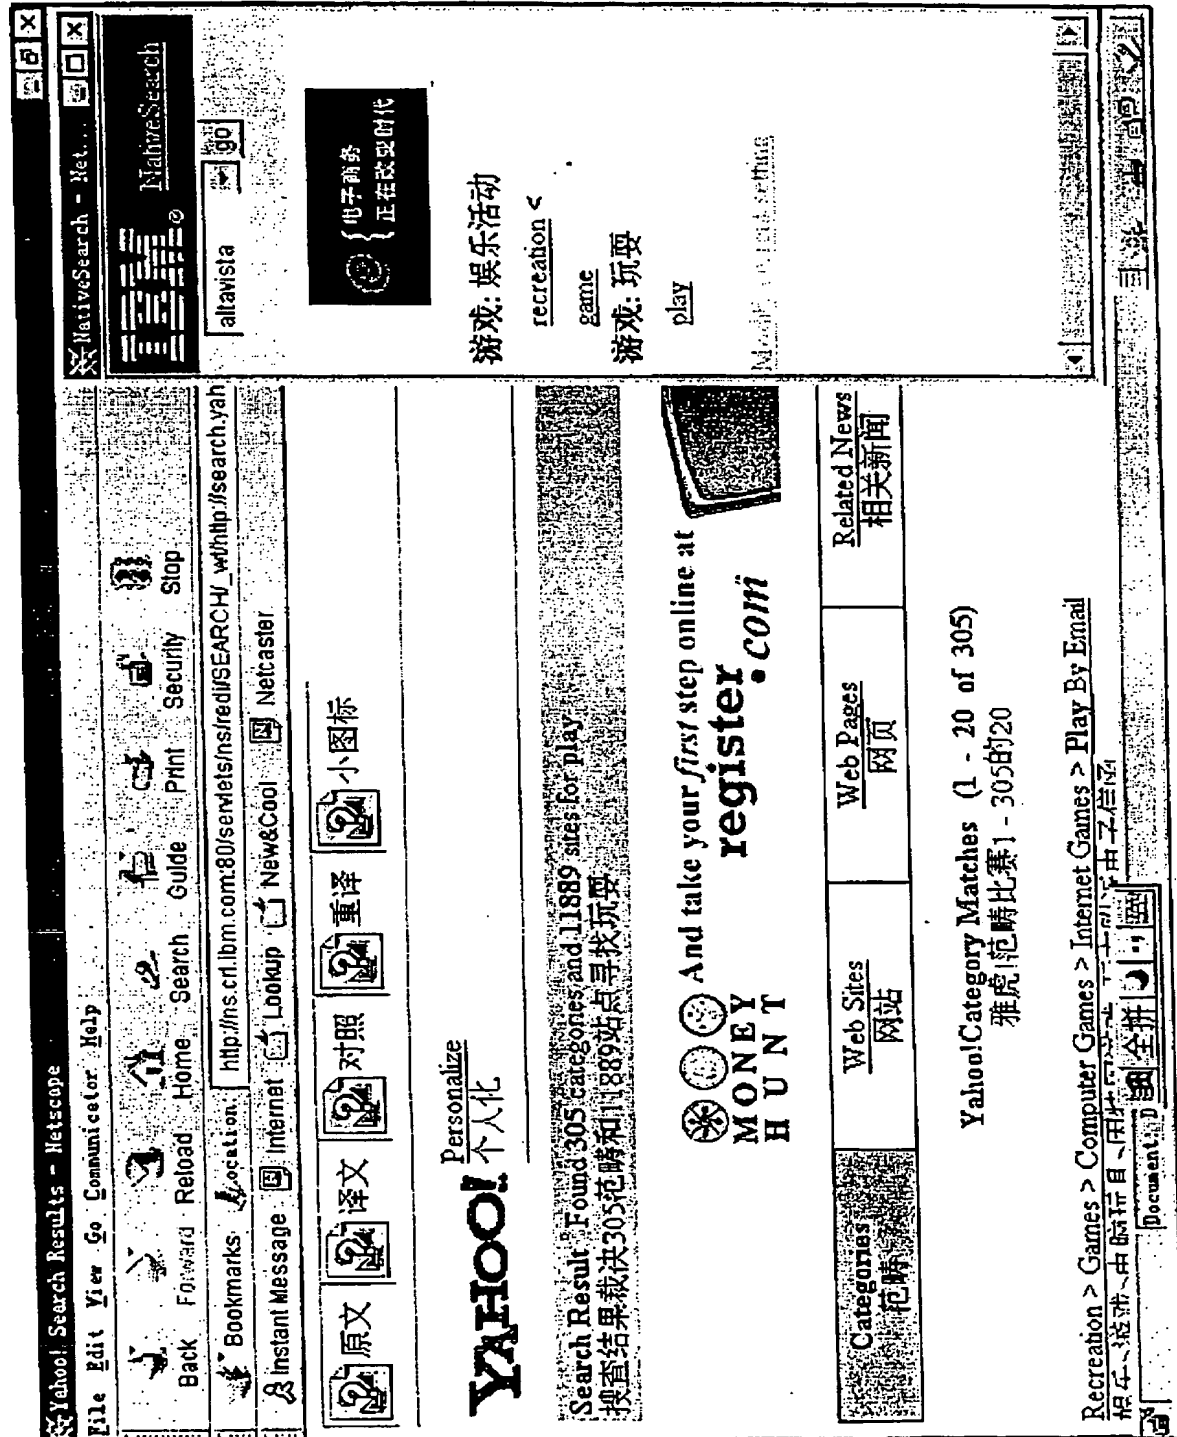 Yahoo! Search Results - Netscape
File Edit View Go Communicator Help
Back Forward Reload Home Search Guide Print Security Stop
Bookmarks Location: http://ns.crl.ibm.com:80/servlets/ns/redi/SEARCH/_wt/http://search.yah
Instant Message Internet Lookup New&Cool Netcaster
原文 译文 对照 重译 小图标
YAHOO! Personalize
个人化
Search Result Found 305 categories and 11889 sites for play
搜查结果裁决305范畴和11889站点寻找玩耍
MONEY HUNT
And take your first step online at
register.com
Categories Web Sites Web Pages Related News
范畴 网站 网页 相关新闻
Yahoo! Category Matches (1 - 20 of 305)
雅虎!范畴比赛1 - 305的20
Recreation > Games > Computer Games > Internet Games > Play By Email
Document: D
全拼
NativeSearch - Net...
IBM NativeSearch
altavista go
电子商务
正在改变时代
游戏: 娱乐活动
recreation <
game
游戏: 玩耍
play
setting